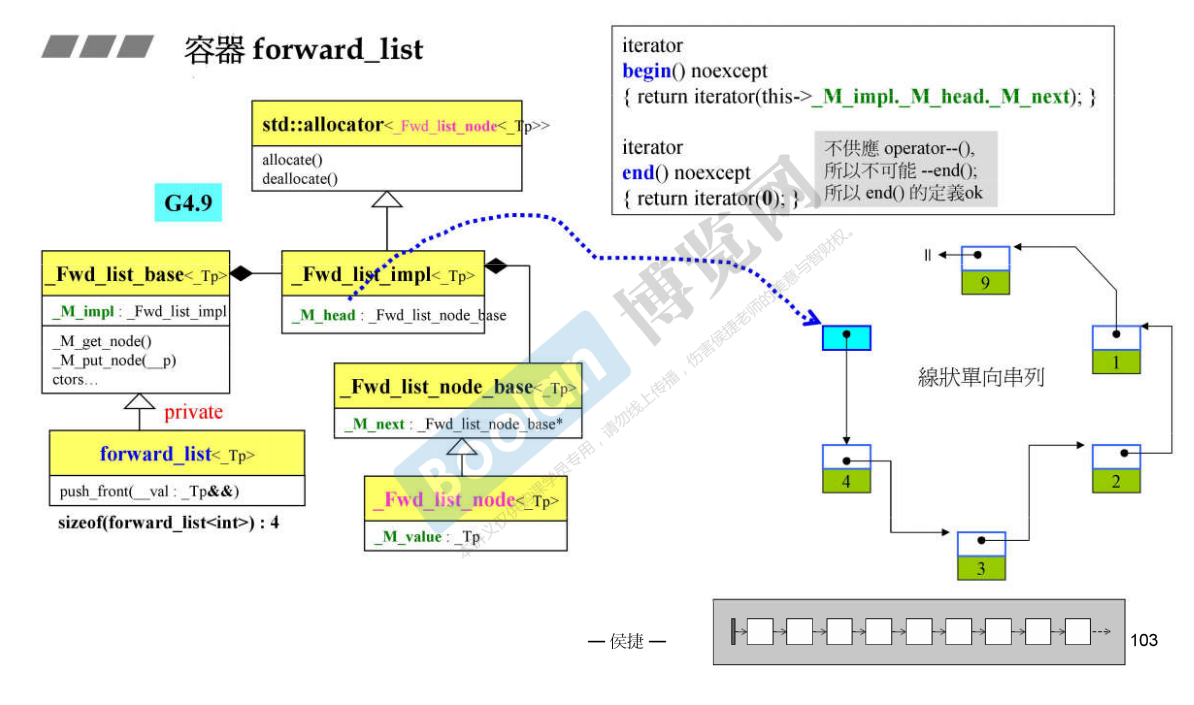 容器 forward_list
iterator
begin() noexcept
{ return iterator(this->_M_impl._M_head._M_next); }
iterator
end() noexcept
{ return iterator(0); }
不供應 operator--(),
所以不可能 --end();
所以 end() 的定義ok
std::allocator<_Fwd_list_node<_Tp>>
allocate()
deallocate()
G4.9
_Fwd_list_base<_Tp>
_M_impl : _Fwd_list_impl
_M_get_node()
_M_put_node(__p)
ctors…
_Fwd_list_impl<_Tp>
_M_head : _Fwd_list_node_base
private
forward_list<_Tp>
push_front(__val : _Tp&&)
sizeof(forward_list<int>) : 4
_Fwd_list_node_base<_Tp>
_M_next : _Fwd_list_node_base*
_Fwd_list_node<_Tp>
_M_value : _Tp
9
1
線狀單向串列
4
2
3
Boolan
博览网
— 侯捷 —
103